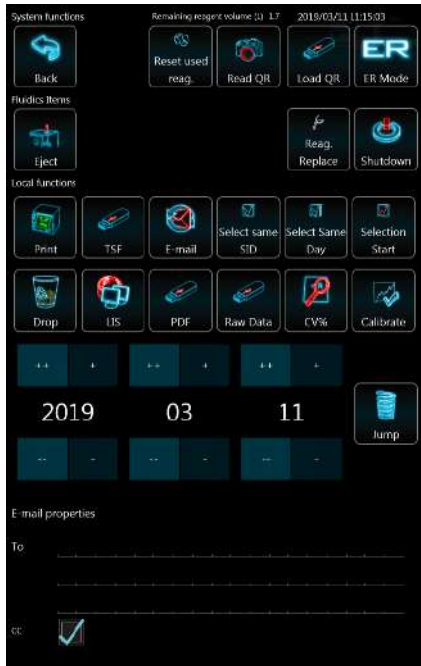 System functions
Remaining reagent volume (L) 1.7
2019/03/11 11:15:03
Back
Reset used reag.
Read QR
Load QR
ER
ER Mode
Fluidics Items
Eject
Reag. Replace
Shutdown
Local functions
Print
TSF
E-mail
Select same SID
Select Same Day
Selection Start
Drop
LIS
PDF
Raw Data
CV%
Calibrate
++ + ++ + ++ +
2019 03 11
Jump
-- - -- - -- -
E-mail properties
To
cc